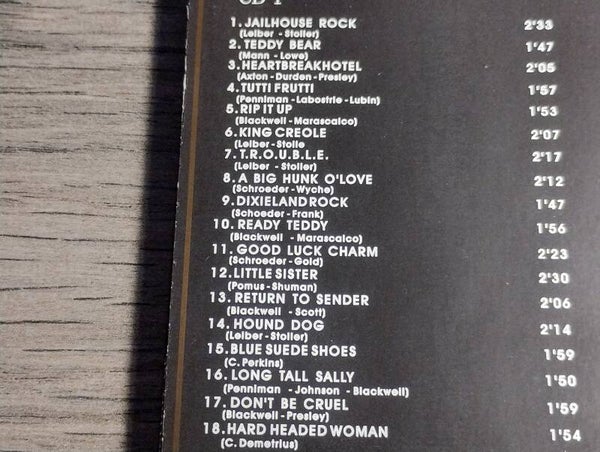 CD 1
1. JAILHOUSE ROCK 2'33
(Leiber - Stoller)
2. TEDDY BEAR 1'47
(Mann - Lowe)
3. HEARTBREAKHOTEL 2'05
(Axton - Durden - Presley)
4. TUTTI FRUTTI 1'57
(Penniman - Labostrie - Lubin)
5. RIP IT UP 1'53
(Blackwell - Marascalco)
6. KING CREOLE 2'07
(Leiber - Stolle
7. T.R.O.U.B.L.E. 2'17
(Leiber - Stoller)
8. A BIG HUNK O'LOVE 2'12
(Schroeder - Wyche)
9. DIXIELANDROCK 1'47
(Schoeder - Frank)
10. READY TEDDY 1'56
(Blackwell - Marascalco)
11. GOOD LUCK CHARM 2'23
(Schroeder - Gold)
12. LITTLE SISTER 2'30
(Pomus - Shuman)
13. RETURN TO SENDER 2'06
(Blackwell - Scott)
14. HOUND DOG 2'14
(Leiber - Stoller)
15. BLUE SUEDE SHOES 1'59
(C. Perkins)
16. LONG TALL SALLY 1'50
(Penniman - Johnson - Blackwell)
17. DON'T BE CRUEL 1'59
(Blackwell - Presley)
18. HARD HEADED WOMAN 1'54
(C. Demetrius)